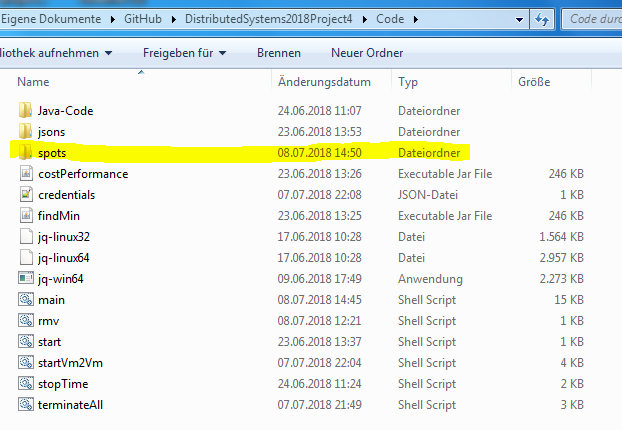 Eigene Dokumente ▸ GitHub ▸ DistributedSystems2018Project4 ▸ Code ▸ Code durc
liothek aufnehmen Freigeben für Brennen Neuer Ordner
Name Änderungsdatum Typ Größe
Java-Code 24.06.2018 11:07 Dateiordner
jsons 23.06.2018 13:53 Dateiordner
spots 08.07.2018 14:50 Dateiordner
costPerformance 23.06.2018 13:26 Executable Jar File 246 KB
credentials 07.07.2018 22:08 JSON-Datei 1 KB
findMin 23.06.2018 13:25 Executable Jar File 246 KB
jq-linux32 17.06.2018 10:28 Datei 1.564 KB
jq-linux64 17.06.2018 10:28 Datei 2.957 KB
jq-win64 09.06.2018 17:49 Anwendung 2.273 KB
main 08.07.2018 14:45 Shell Script 15 KB
rmv 08.07.2018 12:21 Shell Script 1 KB
start 23.06.2018 13:37 Shell Script 1 KB
startVm2Vm 07.07.2018 22:04 Shell Script 4 KB
stopTime 24.06.2018 11:24 Shell Script 2 KB
terminateAll 07.07.2018 21:49 Shell Script 3 KB